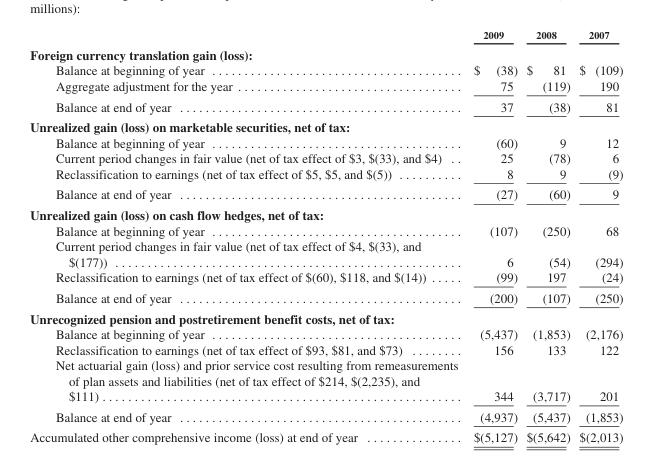 millions):
2009 2008 2007
Foreign currency translation gain (loss):
Balance at beginning of year ...................................... $ (38) $ 81 $ (109)
Aggregate adjustment for the year .................................. 75 (119) 190
Balance at end of year ........................................... 37 (38) 81
Unrealized gain (loss) on marketable securities, net of tax:
Balance at beginning of year ...................................... (60) 9 12
Current period changes in fair value (net of tax effect of $3, $(33), and $4) .. 25 (78) 6
Reclassification to earnings (net of tax effect of $5, $5, and $(5)) .......... 8 9 (9)
Balance at end of year ........................................... (27) (60) 9
Unrealized gain (loss) on cash flow hedges, net of tax:
Balance at beginning of year ...................................... (107) (250) 68
Current period changes in fair value (net of tax effect of $4, $(33), and
$(177)) ..................................................... 6 (54) (294)
Reclassification to earnings (net of tax effect of $(60), $118, and $(14)) ..... (99) 197 (24)
Balance at end of year ........................................... (200) (107) (250)
Unrecognized pension and postretirement benefit costs, net of tax:
Balance at beginning of year ...................................... (5,437) (1,853) (2,176)
Reclassification to earnings (net of tax effect of $93, $81, and $73) ........ 156 133 122
Net actuarial gain (loss) and prior service cost resulting from remeasurements
of plan assets and liabilities (net of tax effect of $214, $(2,235), and
$111) ....................................................... 344 (3,717) 201
Balance at end of year ........................................... (4,937) (5,437) (1,853)
Accumulated other comprehensive income (loss) at end of year ............... $(5,127) $(5,642) $(2,013)